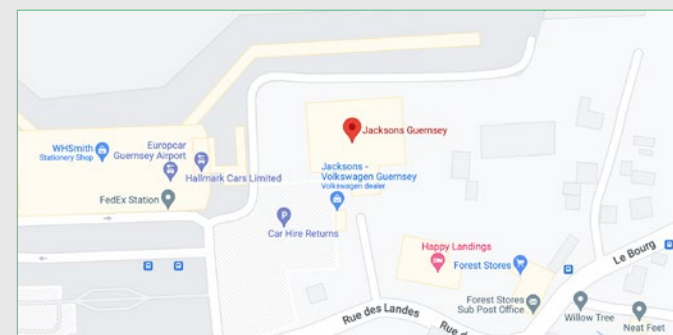 Jacksons Guernsey
WHSmith
Stationery Shop
Europcar
Guernsey Airport
Hallmark Cars Limited
FedEx Station
Jacksons -
Volkswagen Guernsey
Volkswagen dealer
P
Car Hire Returns
Happy Landings
Forest Stores
Le Bourg
Forest Stores
Sub Post Office
Rue des Landes
Willow Tree
Neat Feet